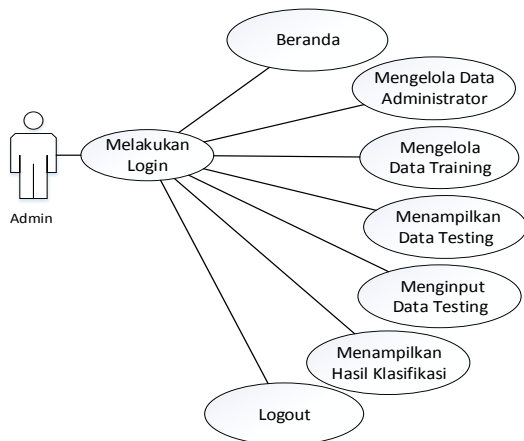 Beranda
Mengelola Data
Administrator
Melakukan
Login
Mengelola
Data Training
Admin
Menampilkan
Data Testing
Menginput
Data Testing
Menampilkan
Hasil Klasifikasi
Logout